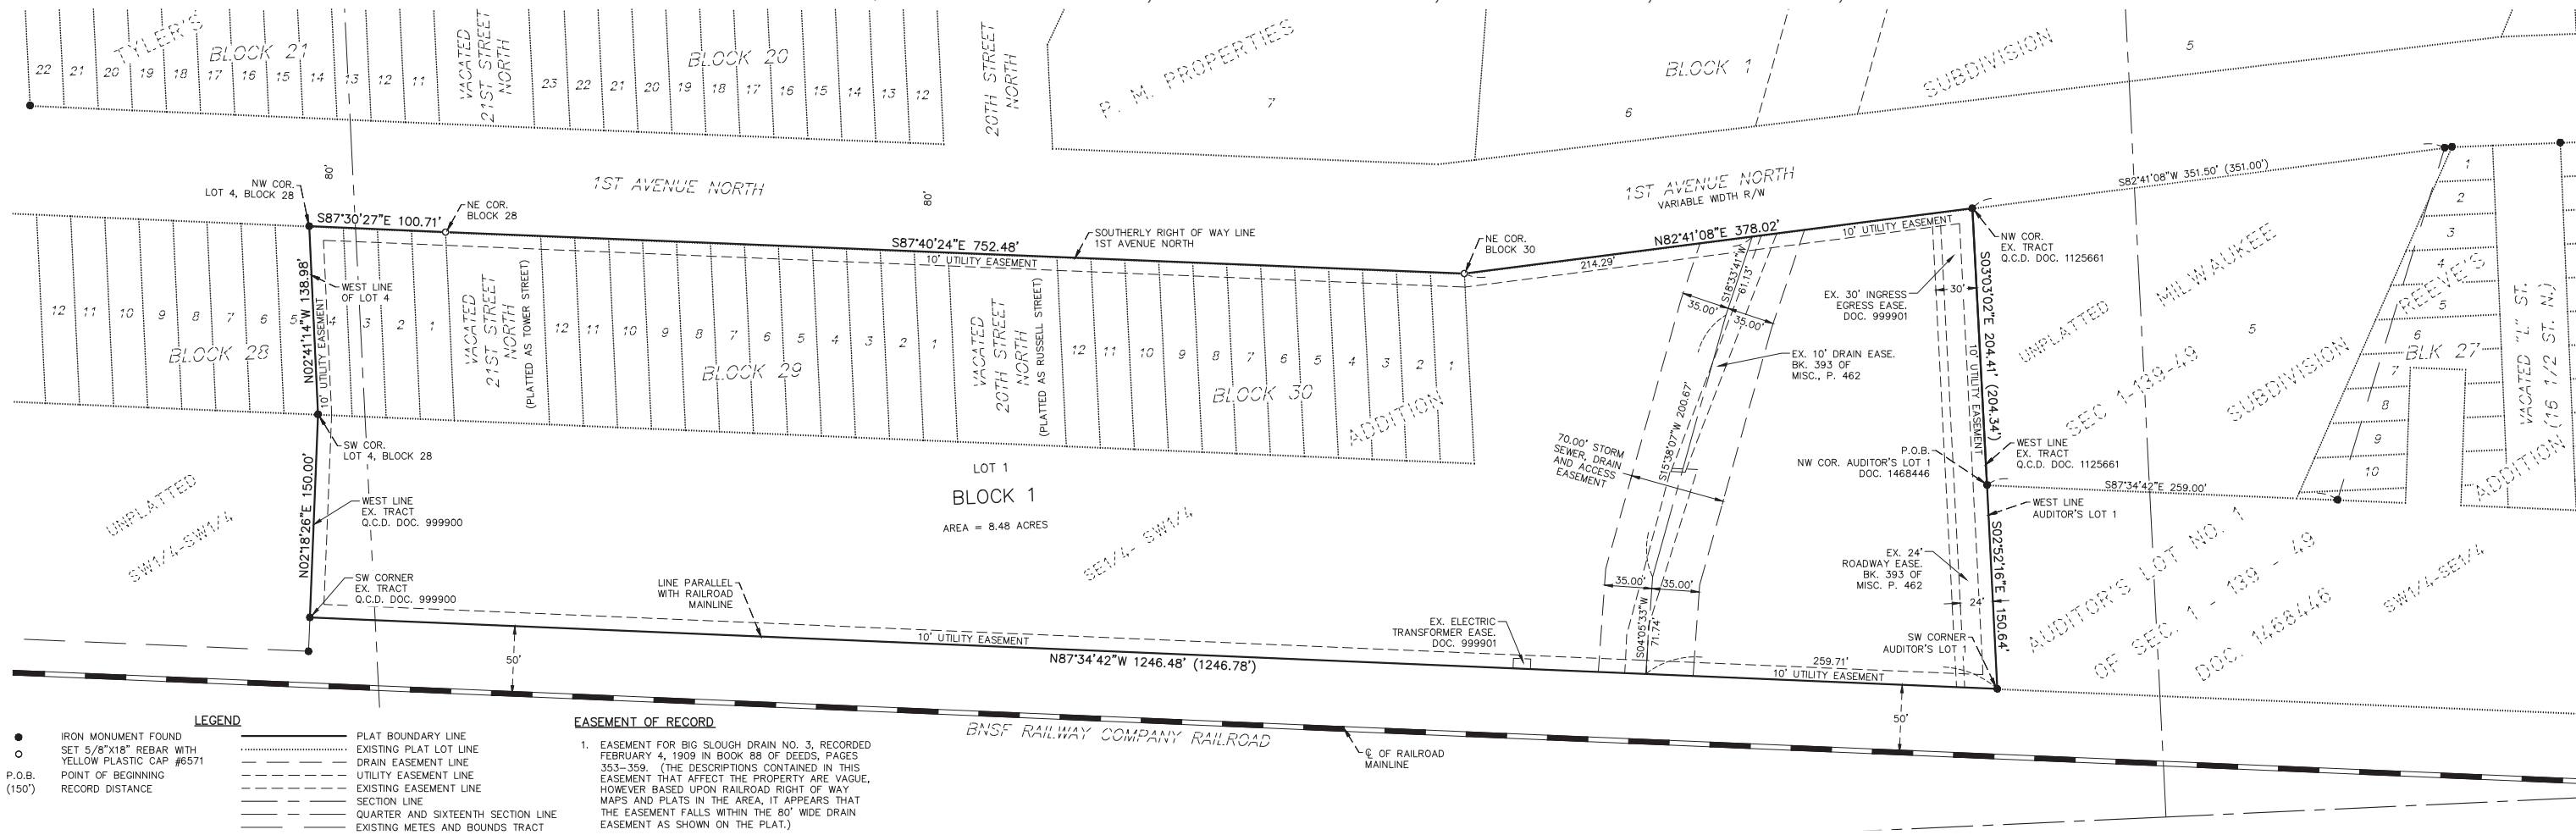 TYLER'S
BLOCK 21
22 21 20 19 18 17 16 15 14 13 12 11
VACATED
21ST STREET
NORTH
BLOCK 20
23 22 21 20 19 18 17 16 15 14 13 12
20TH STREET
NORTH
P. M. PROPERTIES
7
BLOCK 1
6
SUBDIVISION
5
80'
NW COR.
LOT 4, BLOCK 28
1ST AVENUE NORTH
80'
1ST AVENUE NORTH
VARIABLE WIDTH R/W
S82°41'08"W 351.50' (351.00')
S87°30'27"E 100.71'
NE COR.
BLOCK 28
S87°40'24"E 752.48'
10' UTILITY EASEMENT
SOUTHERLY RIGHT OF WAY LINE
1ST AVENUE NORTH
NE COR.
BLOCK 30
N82°41'08"E 378.02'
214.29'
10' UTILITY EASEMENT
NW COR.
EX. TRACT
Q.C.D. DOC. 1125661
N02°41'14"W 138.98'
WEST LINE
OF LOT 4
10' UTILITY EASEMENT
12 11 10 9 8 7 6 5 4 3 2 1
BLOCK 28
VACATED
21ST STREET
NORTH
(PLATTED AS TOWER STREET)
12 11 10 9 8 7 6 5 4 3 2 1
BLOCK 29
VACATED
20TH STREET
NORTH
(PLATTED AS RUSSELL STREET)
12 11 10 9 8 7 6 5 4 3 2 1
BLOCK 30
ADDITION
S18°33'41"W
61.13'
35.00'
35.00'
EX. 10' DRAIN EASE.
BK. 393 OF
MISC., P. 462
S15°38'07"W 200.67'
70.00' STORM
SEWER, DRAIN
AND ACCESS
EASEMENT
EX. 30' INGRESS
EGRESS EASE.
DOC. 999901
30'
10' UTILITY EASEMENT
S03°03'02"E 204.41' (204.34')
WEST LINE
EX. TRACT
Q.C.D. DOC. 1125661
P.O.B.
NW COR. AUDITOR'S LOT 1
DOC. 1468446
S87°34'42"E 259.00'
WEST LINE
AUDITOR'S LOT 1
UNPLATTED
MILWAUKEE
5
SEC 1-139-49
SUBDIVISION
REEVE'S
1
2
3
4
5
6
BLK 27
7
8
9
10
VACATED "L" ST.
(16 1/2 ST. N.)
ADDITION
SW COR.
LOT 4, BLOCK 28
UNPLATTED
SW1/4-SW1/4
N02°18'26"E 150.00'
WEST LINE
EX. TRACT
Q.C.D. DOC. 999900
SW CORNER
EX. TRACT
Q.C.D. DOC. 999900
LOT 1
BLOCK 1
AREA = 8.48 ACRES
SE1/4- SW1/4
LINE PARALLEL
WITH RAILROAD
MAINLINE
35.00'
35.00'
S04°05'33"W
71.74'
EX. ELECTRIC
TRANSFORMER EASE.
DOC. 999901
EX. 24'
ROADWAY EASE.
BK. 393 OF
MISC. P. 462
24'
S02°52'16"E 150.64'
SW CORNER
AUDITOR'S LOT 1
AUDITOR'S LOT NO. 1
OF SEC. 1 - 139 - 49
DOC. 1468446
SW1/4-SE1/4
10' UTILITY EASEMENT
N87°34'42"W 1246.48' (1246.78')
259.71'
10' UTILITY EASEMENT
50'
50'
BNSF RAILWAY COMPANY RAILROAD
℄ OF RAILROAD
MAINLINE
LEGEND
IRON MONUMENT FOUND
SET 5/8"X18" REBAR WITH
YELLOW PLASTIC CAP #6571
P.O.B. POINT OF BEGINNING
(150') RECORD DISTANCE
PLAT BOUNDARY LINE
EXISTING PLAT LOT LINE
DRAIN EASEMENT LINE
UTILITY EASEMENT LINE
EXISTING EASEMENT LINE
SECTION LINE
QUARTER AND SIXTEENTH SECTION LINE
EXISTING METES AND BOUNDS TRACT
EASEMENT OF RECORD
1. EASEMENT FOR BIG SLOUGH DRAIN NO. 3, RECORDED
FEBRUARY 4, 1909 IN BOOK 88 OF DEEDS, PAGES
353-359. (THE DESCRIPTIONS CONTAINED IN THIS
EASEMENT THAT AFFECT THE PROPERTY ARE VAGUE,
HOWEVER BASED UPON RAILROAD RIGHT OF WAY
MAPS AND PLATS IN THE AREA, IT APPEARS THAT
THE EASEMENT FALLS WITHIN THE 80' WIDE DRAIN
EASEMENT AS SHOWN ON THE PLAT.)